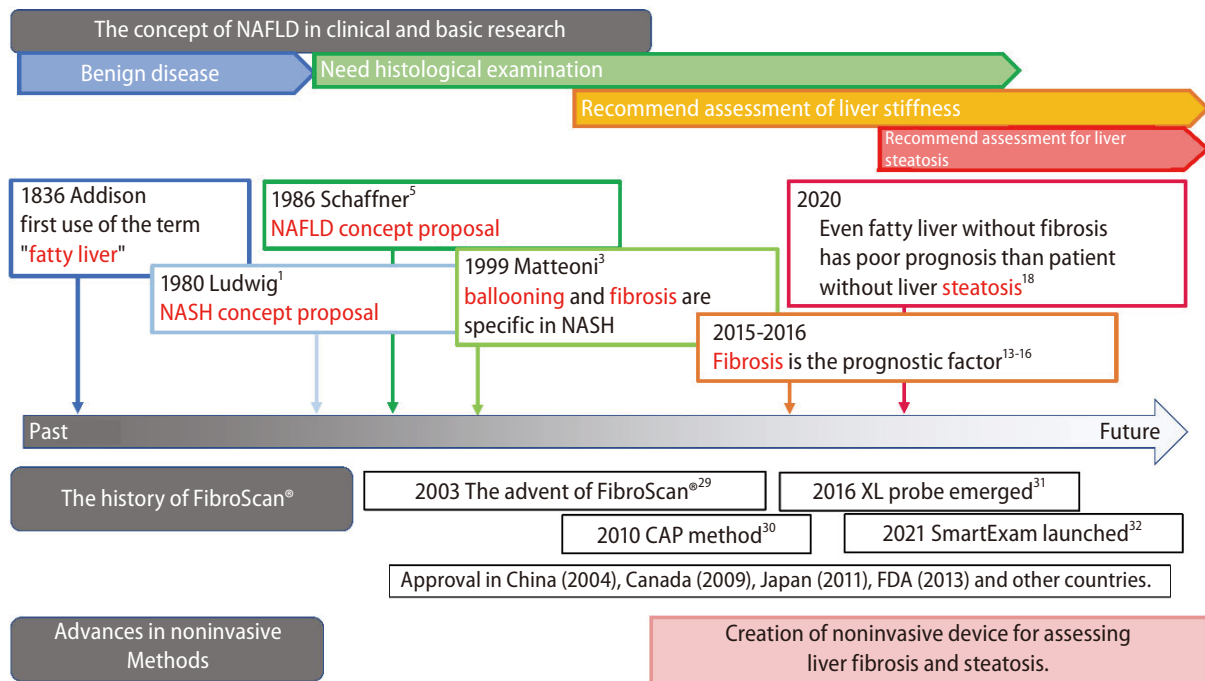 The concept of NAFLD in clinical and basic research
Benign disease
Need histological examination
Recommend assessment of liver stiffness
Recommend assessment for liver
steatosis
1836 Addison
first use of the term
"fatty liver"
1980 Ludwig1
NASH concept proposal
1986 Schaffner5
NAFLD concept proposal
1999 Matteoni3
ballooning and fibrosis are
specific in NASH
2015-2016
Fibrosis is the prognostic factor13-16
2020
Even fatty liver without fibrosis
has poor prognosis than patient
without liver steatosis18
Past
Future
The history of FibroScan®
2003 The advent of FibroScan®29
2016 XL probe emerged31
2010 CAP method30
2021 SmartExam launched32
Approval in China (2004), Canada (2009), Japan (2011), FDA (2013) and other countries.
Advances in noninvasive
Methods
Creation of noninvasive device for assessing
liver fibrosis and steatosis.